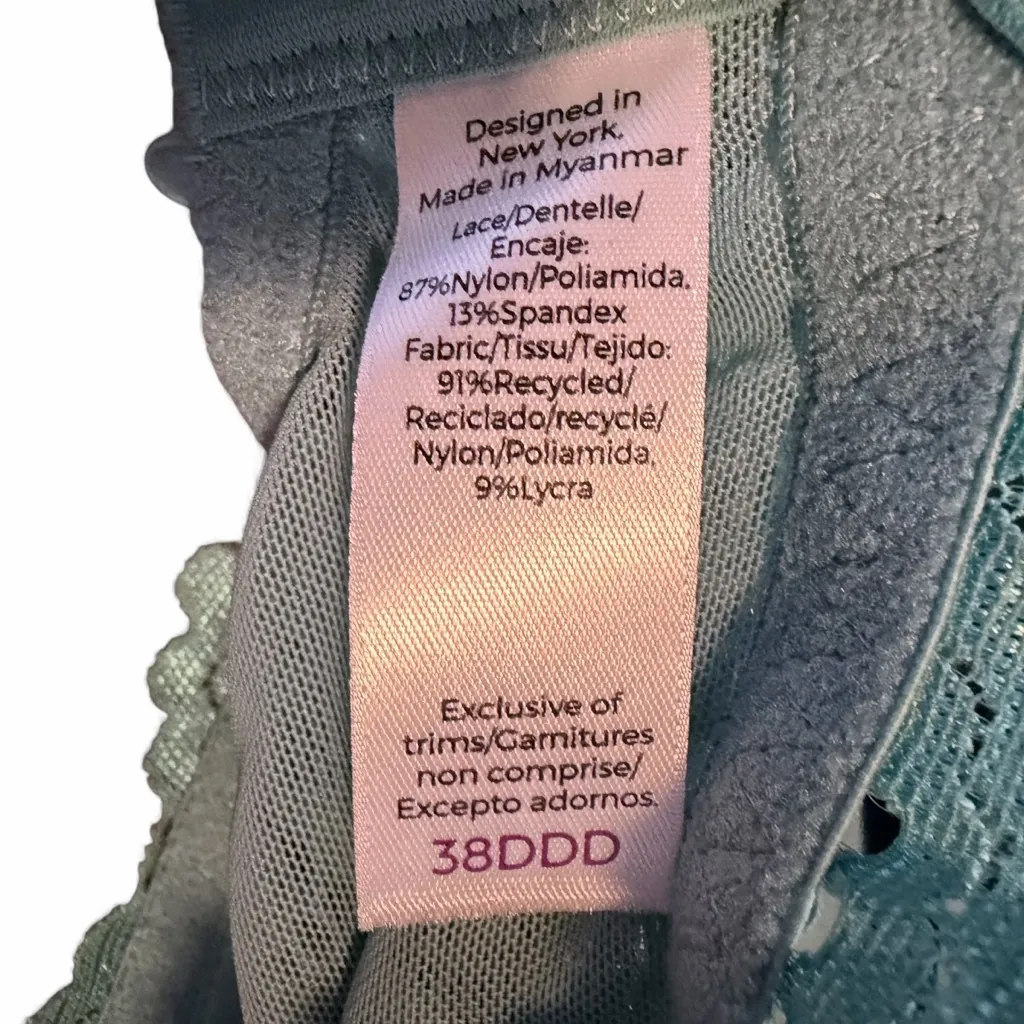 Designed in
New York.
Made in Myanmar
Lace/Dentelle/
Encaje:
87%Nylon/Poliamida,
13%Spandex
Fabric/Tissu/Tejido:
91%Recycled/
Reciclado/recyclé/
Nylon/Poliamida,
9%Lycra
Exclusive of
trims/Garnitures
non comprise/
Excepto adornos.
38DDD